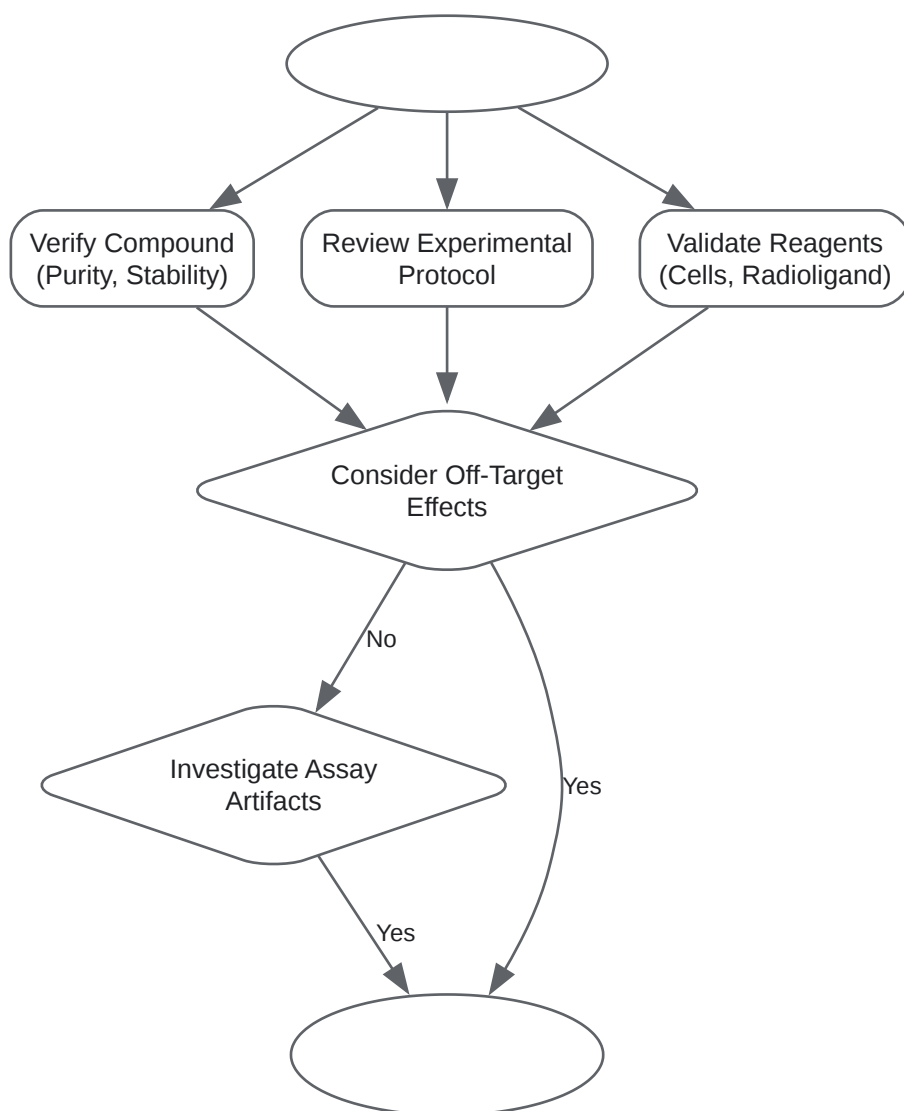 Verify Compound
(Purity, Stability)
Review Experimental
Protocol
Validate Reagents
(Cells, Radioligand)
Consider Off-Target
Effects
No
Investigate Assay
Artifacts
Yes
Yes